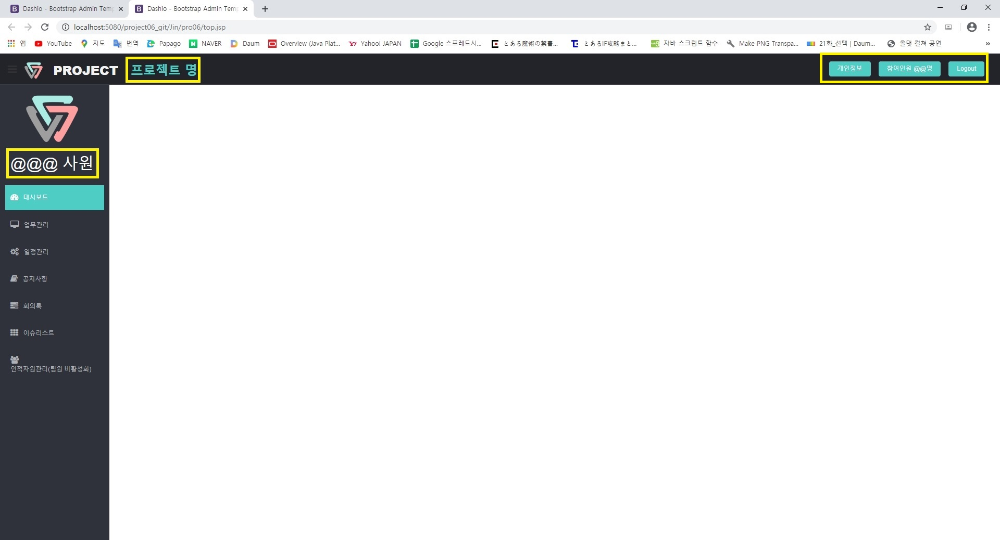 Dashio - Bootstrap Admin Temp
Dashio - Bootstrap Admin Temp
localhost:5080/project06_git/Jin/pro06/top.jsp
앱 YouTube 지도 번역 Papago NAVER Daum Overview (Java Plat... Yahoo! JAPAN Google 스프레드시... とある魔術の禁書... とあるIF攻略まと... 자바 스크립트 함수 Make PNG Transpa... 21화_선택 | Daum... 올댓 컬쳐 공연 »
PROJECT 프로젝트 명 개인정보 참여인원 @@명 Logout
@@@ 사원
대시보드
업무관리
일정관리
공지사항
회의록
이슈리스트
인적자원관리(팀원 비활성화)